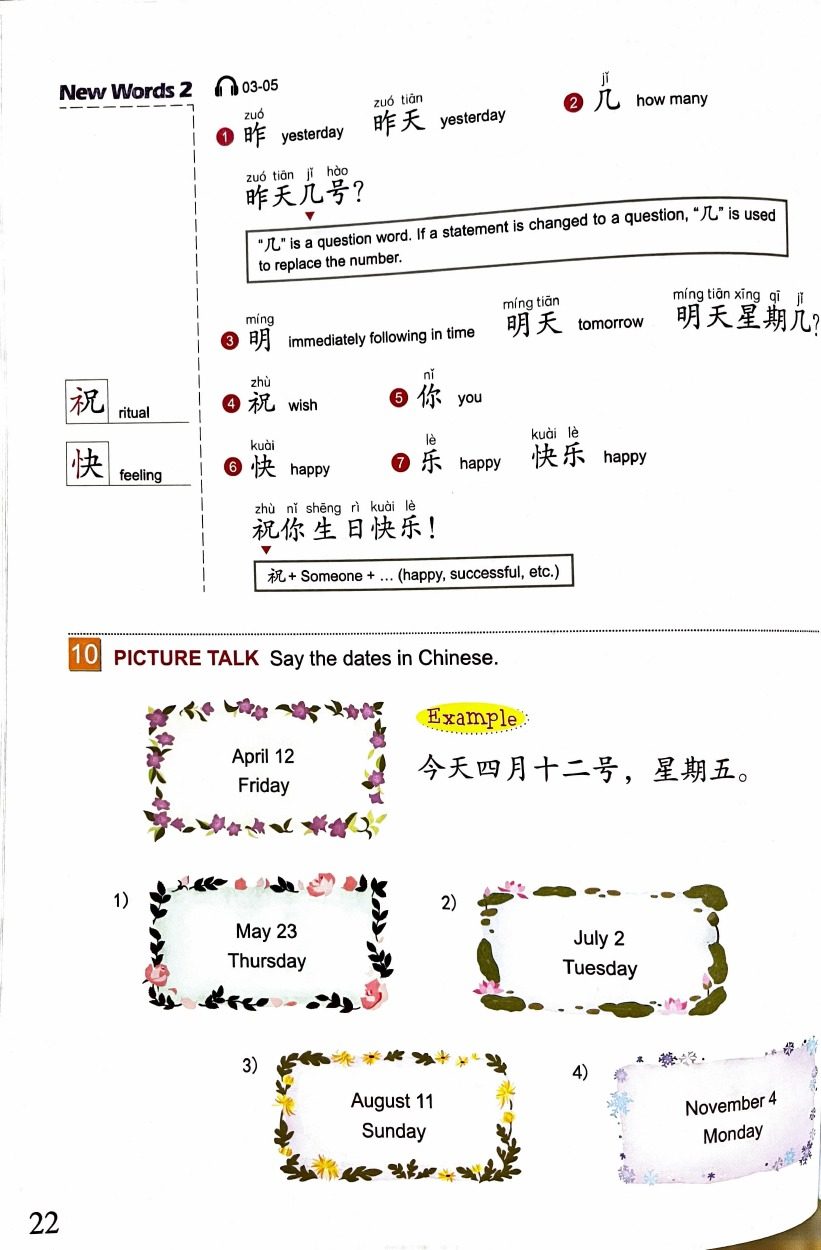 New Words 2 03-05
zuó zuó tiān jǐ
1 昨 yesterday 昨天 yesterday 2 几 how many
zuó tiān jǐ hào
昨天几号?
“几” is a question word. If a statement is changed to a question, “几” is used
to replace the number.
míng míng tiān míng tiān xīng qī jǐ
3 明 immediately following in time 明天 tomorrow 明天星期几?
祝 ritual
zhù nǐ
4 祝 wish 5 你 you
快 feeling
kuài lè kuài lè
6 快 happy 7 乐 happy 快乐 happy
zhù nǐ shēng rì kuài lè
祝你生日快乐!
祝 + Someone + ... (happy, successful, etc.)
10 PICTURE TALK Say the dates in Chinese.
April 12
Friday
Example
今天四月十二号，星期五。
1)
May 23
Thursday
2)
July 2
Tuesday
3)
August 11
Sunday
4)
November 4
Monday
22